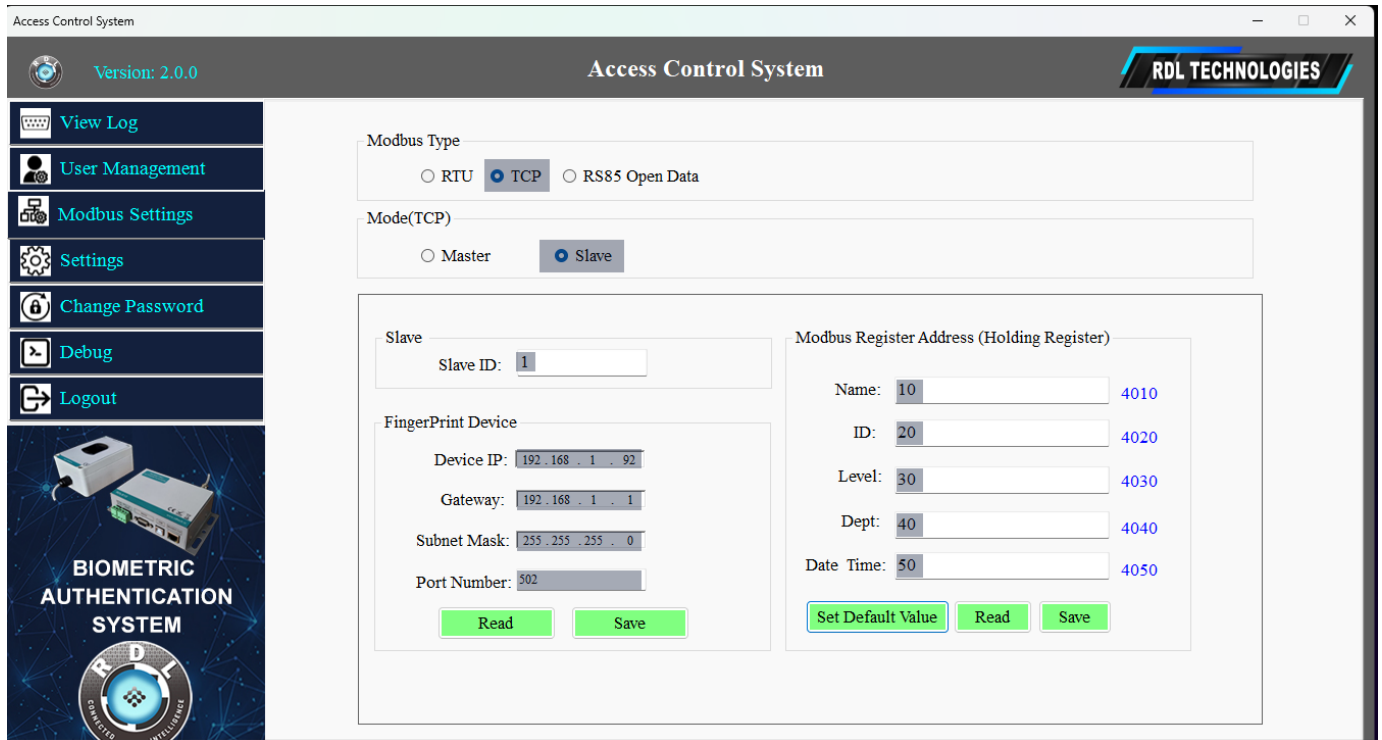 Access Control System
Version: 2.0.0
Access Control System
RDL TECHNOLOGIES
View Log
User Management
Modbus Settings
Settings
Change Password
Debug
Logout
BIOMETRIC
AUTHENTICATION
SYSTEM
RDL
CONNECTED
INTELLIGENCE
Modbus Type
RTU TCP RS85 Open Data
Mode(TCP)
Master Slave
Slave
Slave ID: 1
FingerPrint Device
Device IP: 192 . 168 . 1 . 92
Gateway: 192 . 168 . 1 . 1
Subnet Mask: 255 . 255 . 255 . 0
Port Number: 502
Read Save
Modbus Register Address (Holding Register)
Name: 10 4010
ID: 20 4020
Level: 30 4030
Dept: 40 4040
Date Time: 50 4050
Set Default Value Read Save